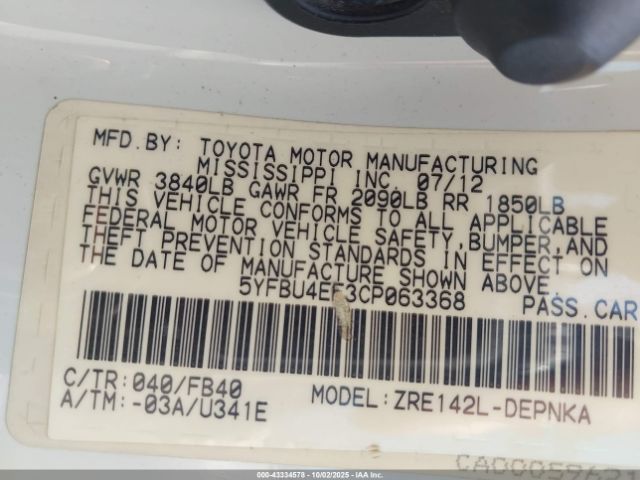 MFD.BY: TOYOTA MOTOR MANUFACTURING
MISSISSIPPI INC. 07/12
GVWR 3840LB GAWR FR 2090LB RR 1850LB
THIS VEHICLE CONFORMS TO ALL APPLICABLE
FEDERAL MOTOR VEHICLE SAFETY,BUMPER,AND
THEFT PREVENTION STANDARDS IN EFFECT ON
THE DATE OF MANUFACTURE SHOWN ABOVE.
5YFBU4EE3CP063368 PASS.CAR
C/TR:040/FB40
A/TM:-03A/U341E
MODEL:ZRE142L-DEPNKA
000-43334578 - 10/02/2025 - IAAI.CA